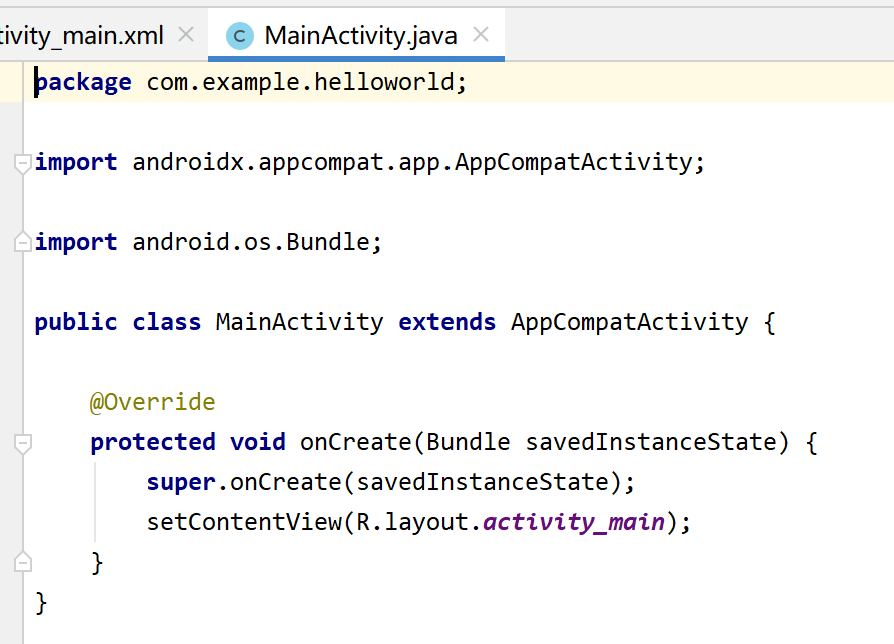 tivity_main.xml
C MainActivity.java
package com.example.helloworld;
import androidx.appcompat.app.AppCompatActivity;
import android.os.Bundle;
public class MainActivity extends AppCompatActivity {
@Override
protected void onCreate(Bundle savedInstanceState) {
super.onCreate(savedInstanceState);
setContentView(R.layout.activity_main);
}
}